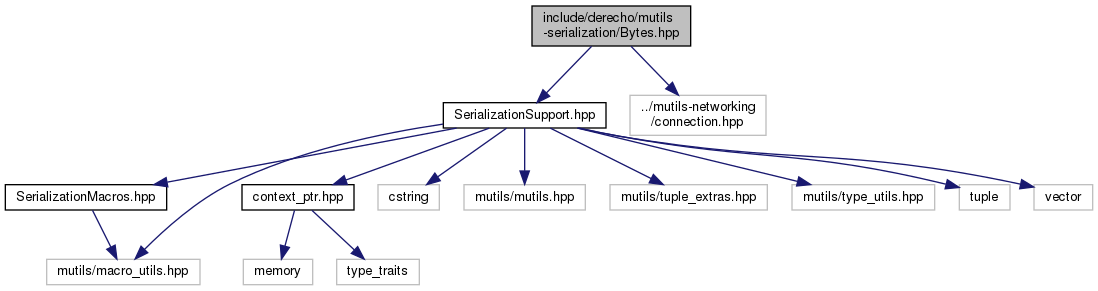 include/derecho/mutils
-serialization/Bytes.hpp
SerializationSupport.hpp
../mutils-networking
/connection.hpp
SerializationMacros.hpp
context_ptr.hpp
cstring
mutils/mutils.hpp
mutils/tuple_extras.hpp
mutils/type_utils.hpp
tuple
vector
mutils/macro_utils.hpp
memory
type_traits